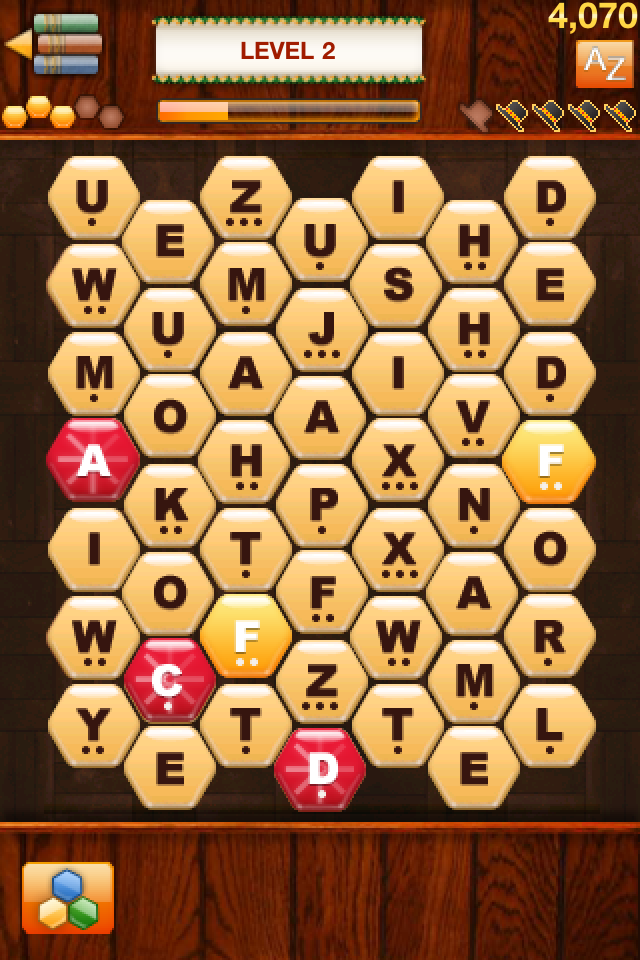 4,070
LEVEL 2
AZ
U Z I D
E U H
W M S E
U J H
M A I D
O A V
A H X F
K P N
I T X O
O F A
W F W R
C Z M
Y T T L
E D E